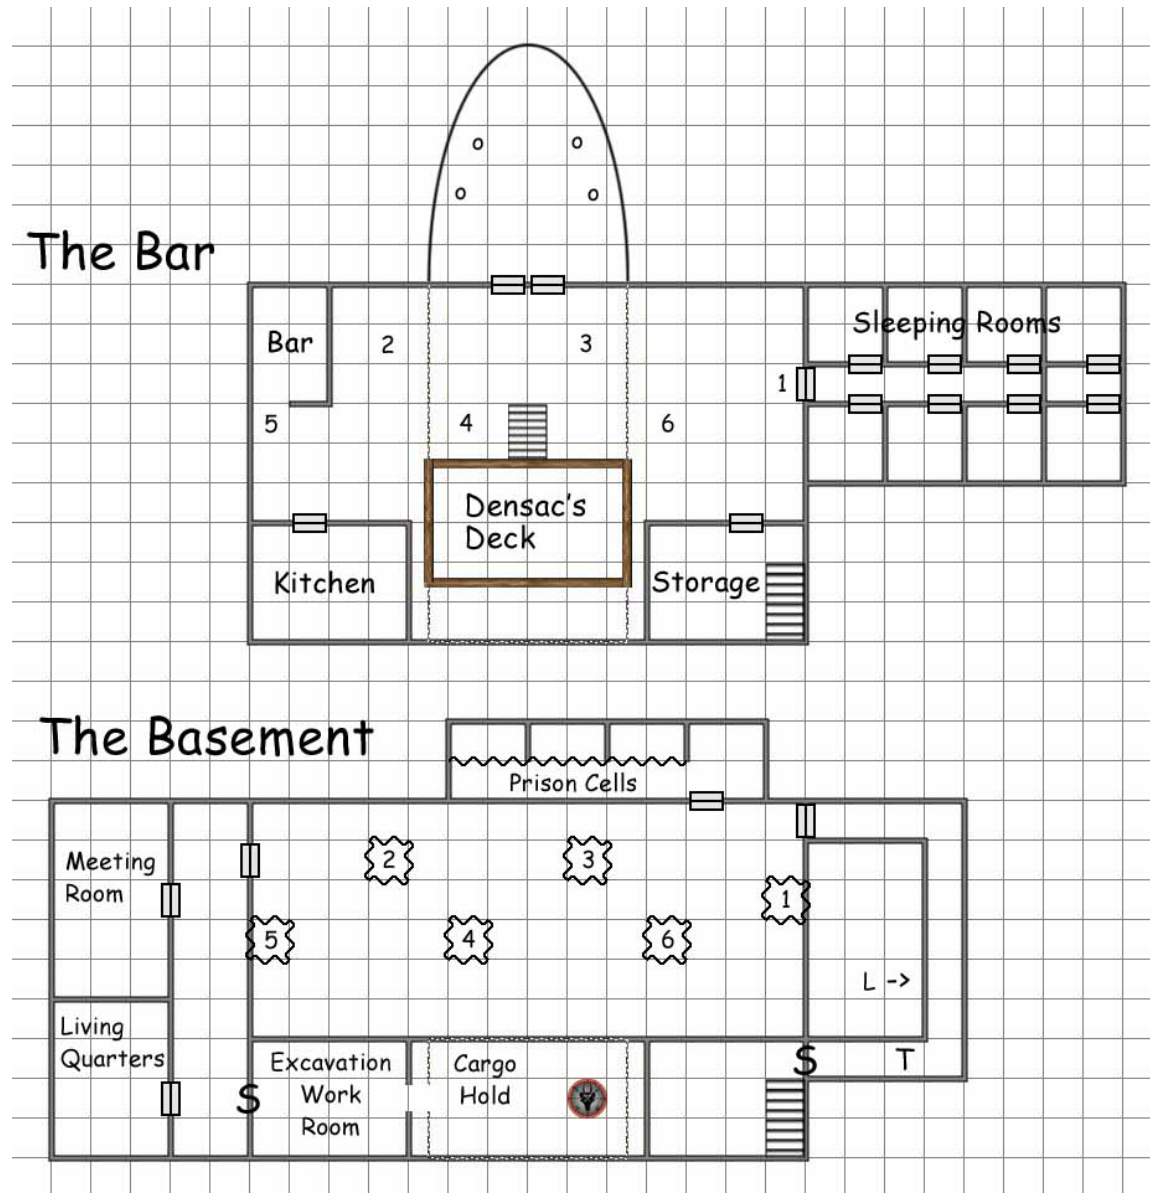 The Bar
Bar
2
3
Sleeping Rooms
1
5
4
6
Densac's
Deck
Kitchen
Storage
The Basement
Prison Cells
Meeting
Room
2
3
1
5
4
6
L ->
Living
Quarters
Excavation
Work
Room
Cargo
Hold
S
T
S